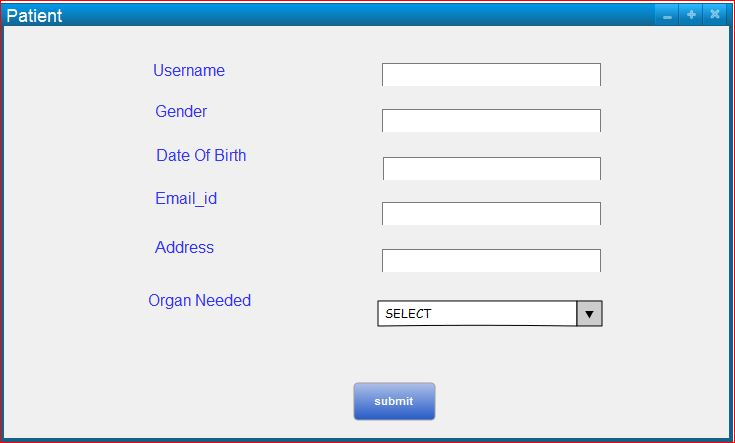 Patient
Username
Gender
Date Of Birth
Email_id
Address
Organ Needed
SELECT
submit